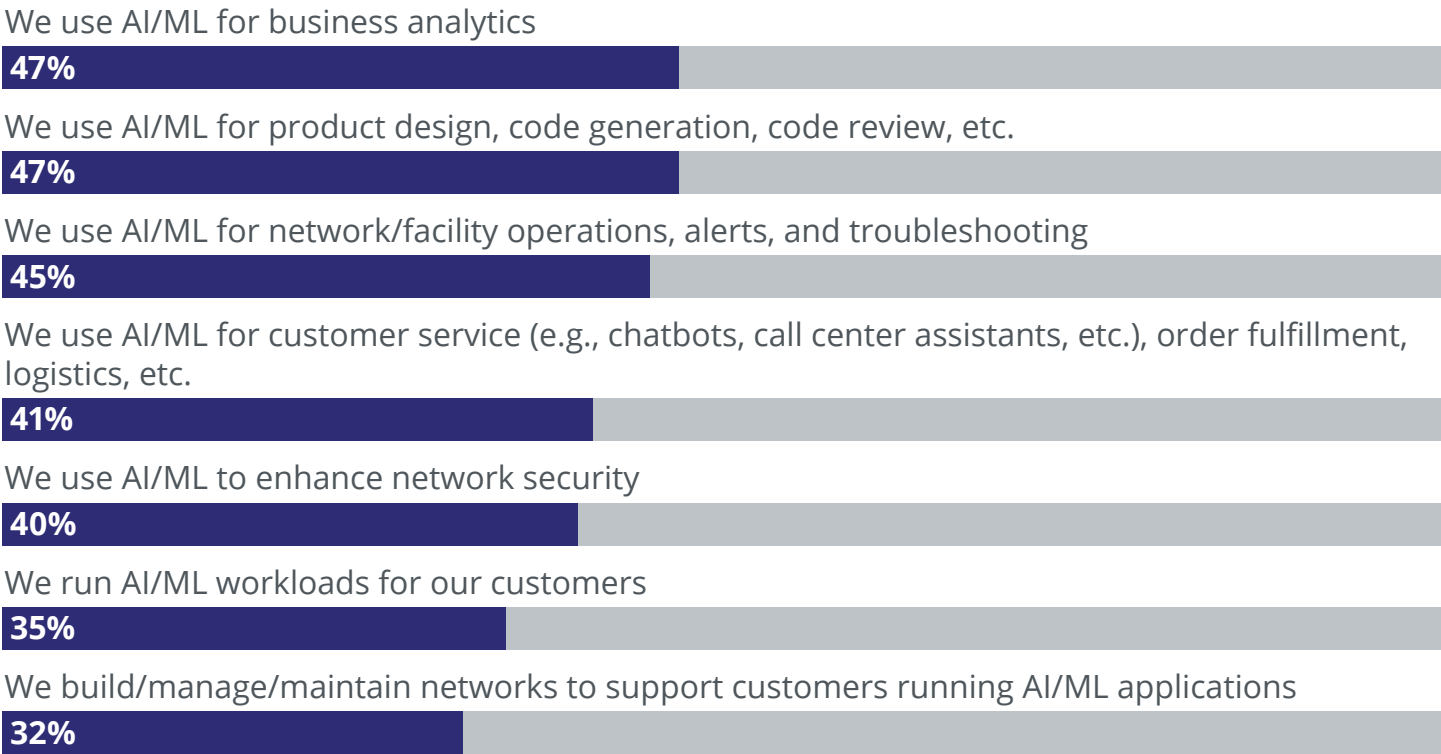 We use AI/ML for business analytics
47%
We use AI/ML for product design, code generation, code review, etc.
47%
We use AI/ML for network/facility operations, alerts, and troubleshooting
45%
We use AI/ML for customer service (e.g., chatbots, call center assistants, etc.), order fulfillment,
logistics, etc.
41%
We use AI/ML to enhance network security
40%
We run AI/ML workloads for our customers
35%
We build/manage/maintain networks to support customers running AI/ML applications
32%